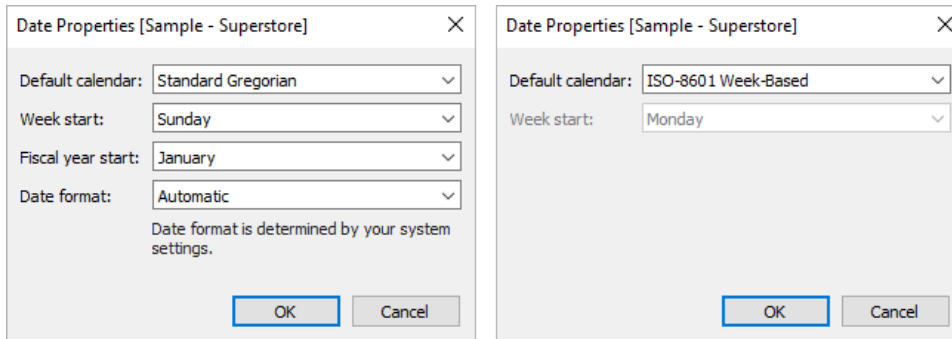 Date Properties [Sample - Superstore]
Default calendar: Standard Gregorian
Week start: Sunday
Fiscal year start: January
Date format: Automatic
Date format is determined by your system
settings.
OK Cancel
Date Properties [Sample - Superstore]
Default calendar: ISO-8601 Week-Based
Week start: Monday
OK Cancel